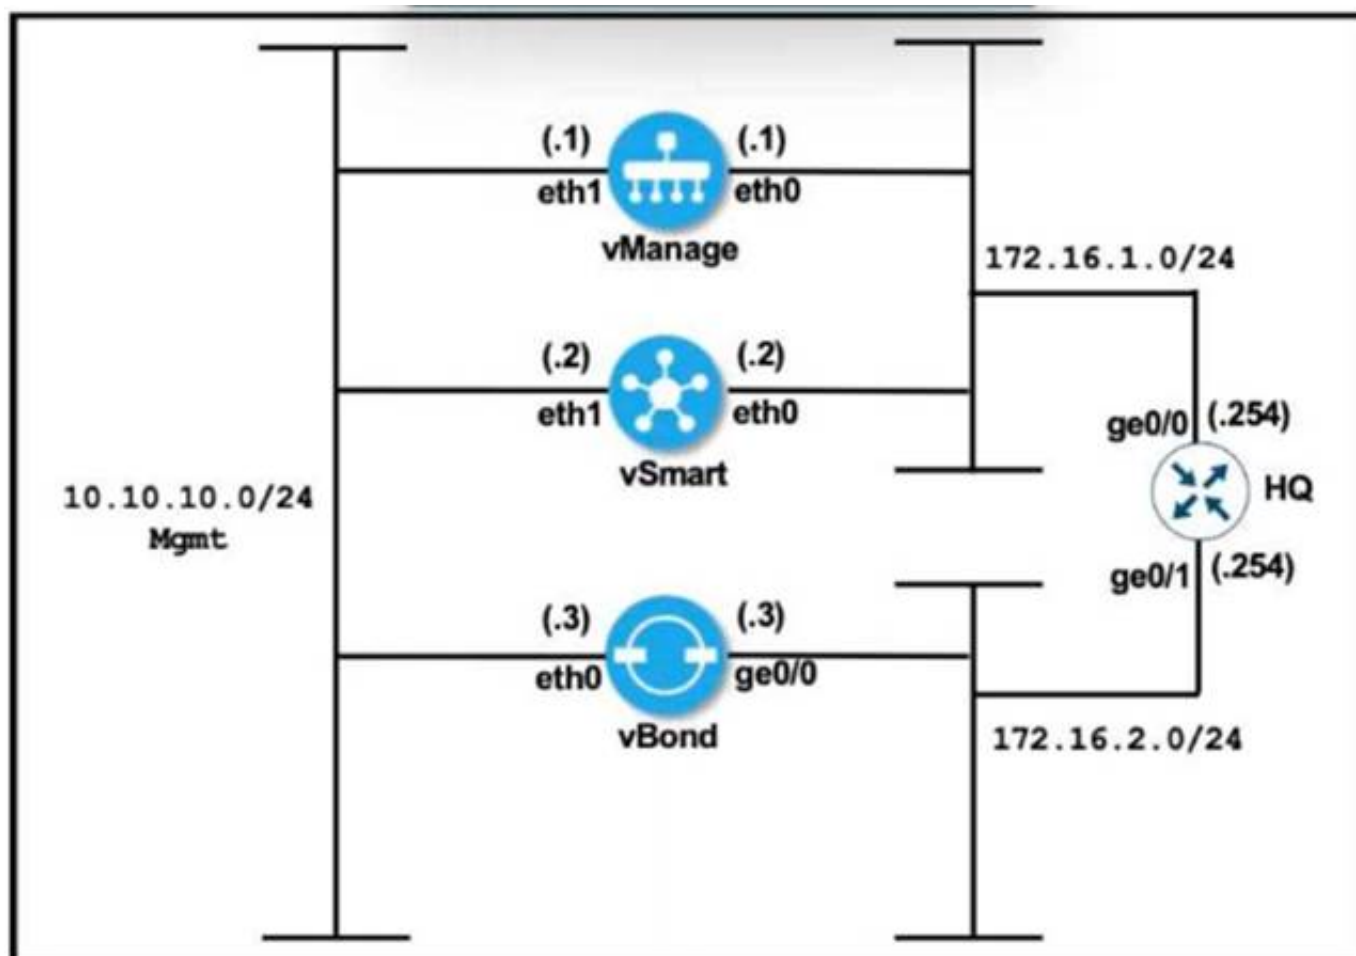 (.1) (.1)
eth1 eth0
vManage
172.16.1.0/24
(.2) (.2)
eth1 eth0
vSmart
ge0/0 (.254)
HQ
10.10.10.0/24
Mgmt
ge0/1 (.254)
(.3) (.3)
eth0 ge0/0
vBond
172.16.2.0/24